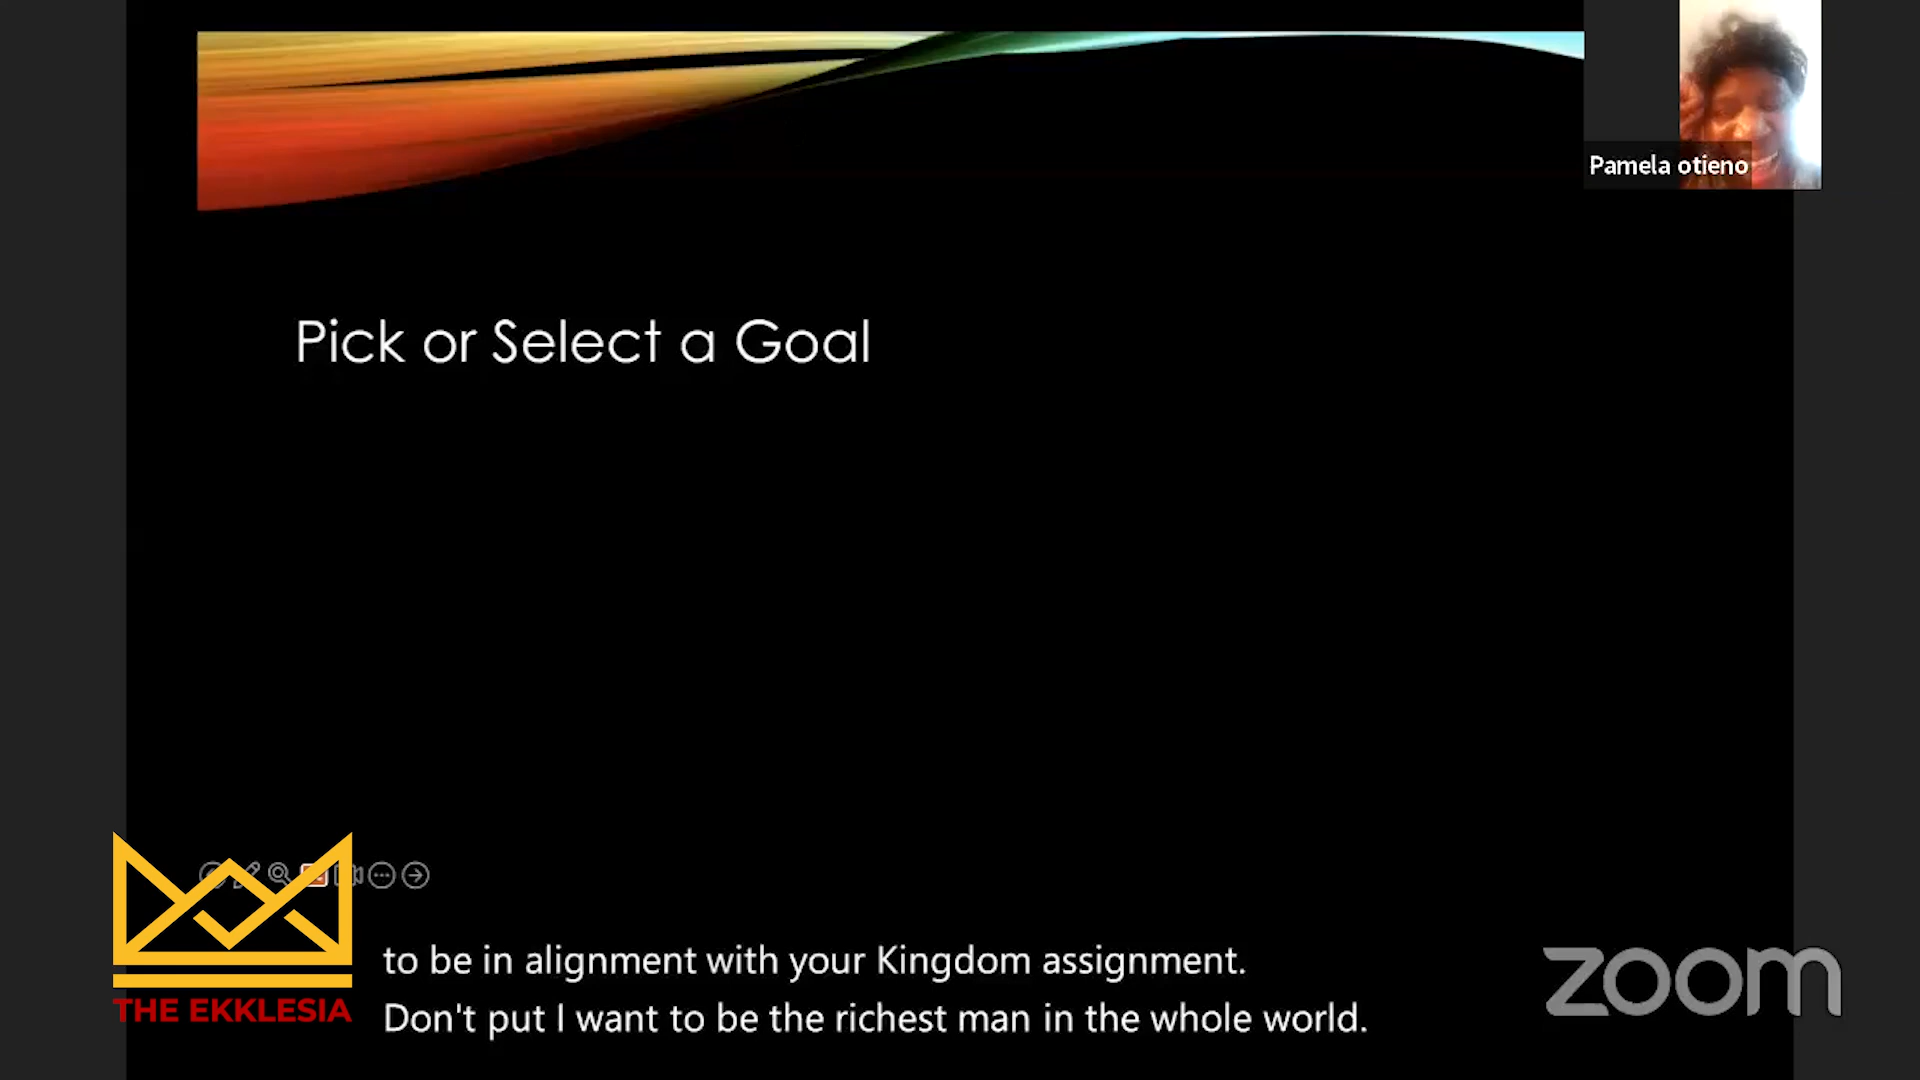 Pamela otieno
Pick or Select a Goal
THE EKKLESIA
to be in alignment with your Kingdom assignment.
Don't put I want to be the richest man in the whole world.
zoom